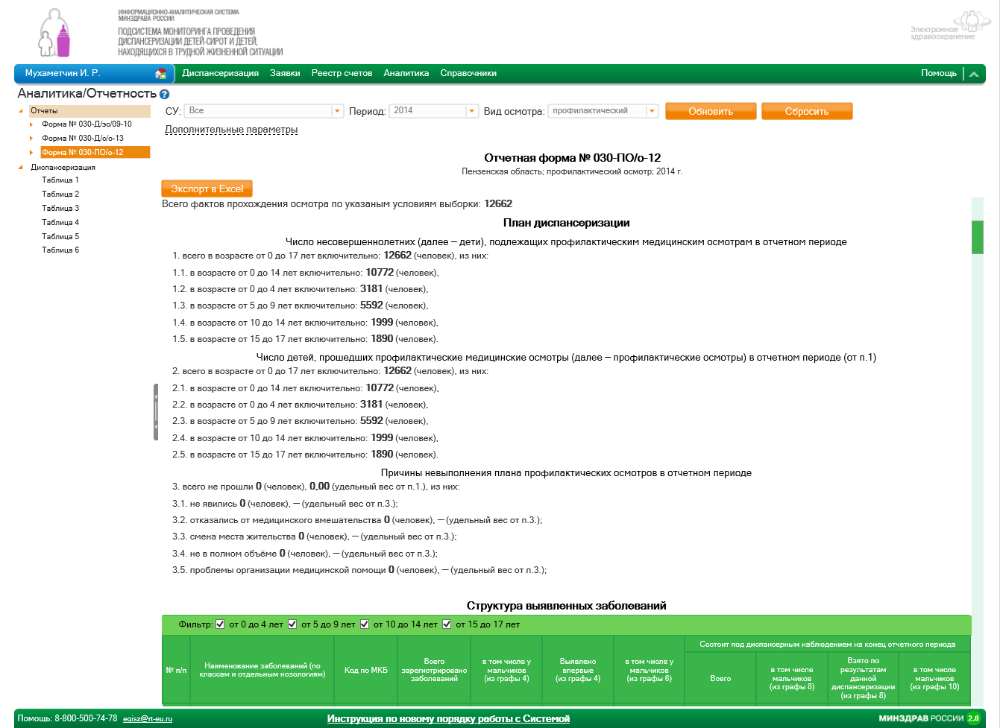 ИНФОРМАЦИОННО-АНАЛИТИЧЕСКАЯ СИСТЕМА
МИНЗДРАВА РОССИИ
ПОДСИСТЕМА МОНИТОРИНГА ПРОВЕДЕНИЯ
ДИСПАНСЕРИЗАЦИИ ДЕТЕЙ-СИРОТ И ДЕТЕЙ,
НАХОДЯЩИХСЯ В ТРУДНОЙ ЖИЗНЕННОЙ СИТУАЦИИ
Электронное
здравоохранение
Мухаметчин И. Р.
Диспансеризация Заявки Реестр счетов Аналитика Справочники
Помощь
Аналитика/Отчетность ?
Отчеты
Форма № 030-Д/эс/09-10
Форма № 030-Д/с/о-13
Форма № 030-ПО/о-12
Диспансеризация
Таблица 1
Таблица 2
Таблица 3
Таблица 4
Таблица 5
Таблица 6
СУ: Все Период: 2014 Вид осмотра: профилактический Обновить Сбросить
Дополнительные параметры
Отчетная форма № 030-ПО/о-12
Пензенская область; профилактический осмотр; 2014 г.
Экспорт в Excel
Всего фактов прохождения осмотра по указаным условиям выборки: 12662
План диспансеризации
Число несовершеннолетних (далее – дети), подлежащих профилактическим медицинским осмотрам в отчетном периоде
1. всего в возрасте от 0 до 17 лет включительно: 12662 (человек), из них:
1.1. в возрасте от 0 до 14 лет включительно: 10772 (человек),
1.2. в возрасте от 0 до 4 лет включительно: 3181 (человек),
1.3. в возрасте от 5 до 9 лет включительно: 5592 (человек),
1.4. в возрасте от 10 до 14 лет включительно: 1999 (человек),
1.5. в возрасте от 15 до 17 лет включительно: 1890 (человек).
Число детей, прошедших профилактические медицинские осмотры (далее – профилактические осмотры) в отчетном периоде (от п.1)
2. всего в возрасте от 0 до 17 лет включительно: 12662 (человек), из них:
2.1. в возрасте от 0 до 14 лет включительно: 10772 (человек),
2.2. в возрасте от 0 до 4 лет включительно: 3181 (человек),
2.3. в возрасте от 5 до 9 лет включительно: 5592 (человек),
2.4. в возрасте от 10 до 14 лет включительно: 1999 (человек),
2.5. в возрасте от 15 до 17 лет включительно: 1890 (человек).
Причины невыполнения плана профилактических осмотров в отчетном периоде
3. всего не прошли 0 (человек), 0,00 (удельный вес от п.1.), из них:
3.1. не явились 0 (человек), — (удельный вес от п.3.);
3.2. отказались от медицинского вмешательства 0 (человек), — (удельный вес от п.3.);
3.3. смена места жительства 0 (человек), — (удельный вес от п.3.);
3.4. не в полном объёме 0 (человек), — (удельный вес от п.3.);
3.5. проблемы организации медицинской помощи 0 (человек), — (удельный вес от п.3.);
Структура выявленных заболеваний
Фильтр: от 0 до 4 лет от 5 до 9 лет от 10 до 14 лет от 15 до 17 лет
№ п/п
Наименование заболеваний (по
классам и отдельным нозологиям)
Код по МКБ
Всего
зарегистрировано
заболеваний
в том числе у
мальчиков
(из графы 4)
Выявлено
впервые
(из графы 4)
в том числе у
мальчиков
(из графы 6)
Состоит под диспансерным наблюдением на конец отчетного периода
Всего
в том числе
мальчиков
(из графы 8)
Взято по
результатам
данной
диспансеризации
(из графы 8)
в том числе
мальчиков
(из графы 10)
Помощь: 8-800-500-74-78 egisz@rt-eu.ru
Инструкция по новому порядку работы с Системой
МИНЗДРАВ РОССИИ 2.0